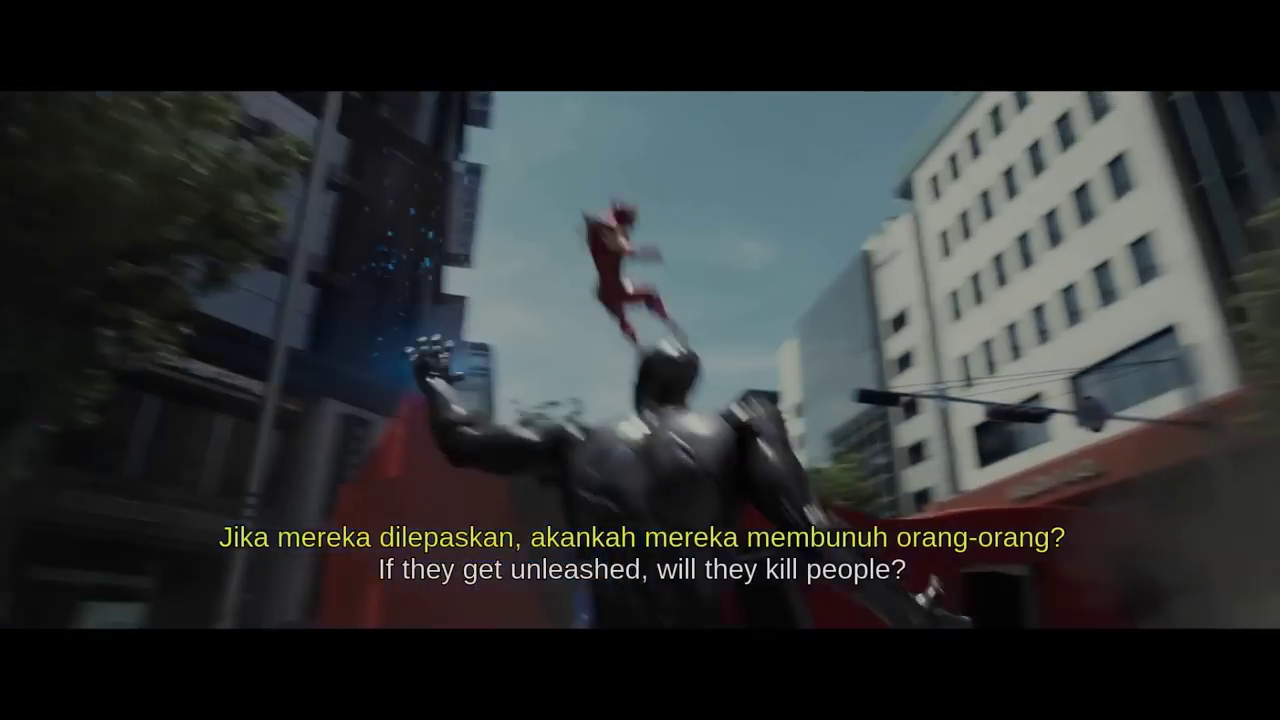 Jika mereka dilepaskan, akankah mereka membunuh orang-orang?
If they get unleashed, will they kill people?